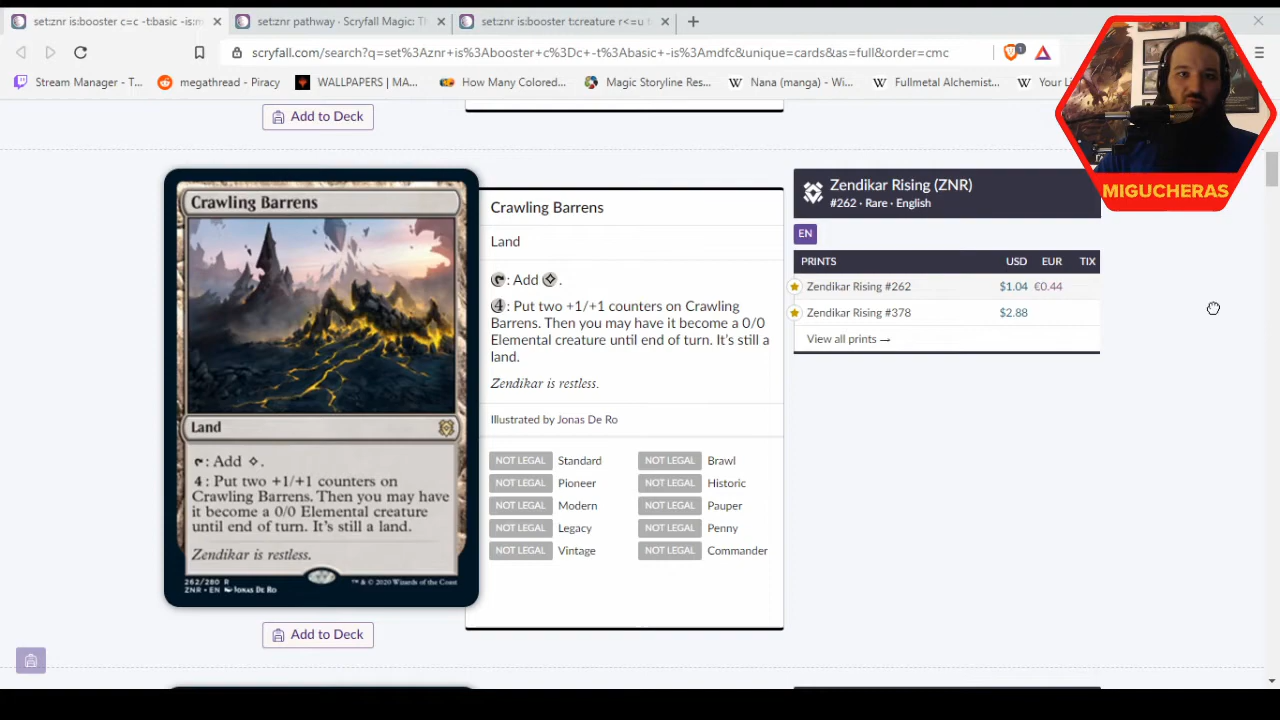 set:znr is:booster c=c -t:basic -is:m
set:znr pathway · Scryfall Magic: Th
set:znr is:booster t:creature r<=u t
scryfall.com/search?q=set%3Aznr+is%3Abooster+c%3Dc+-t%3Abasic+-is%3Amdfc&unique=cards&as=full&order=cmc
1
Stream Manager - T...
megathread - Piracy
WALLPAPERS | MA...
How Many Colored...
Magic Storyline Res...
Nana (manga) - Wi...
Fullmetal Alchemist...
Your Li
MIGUCHERAS
Add to Deck
Crawling Barrens
Land
: Add .
4: Put two +1/+1 counters on
Crawling Barrens. Then you may have
it become a 0/0 Elemental creature
until end of turn. It's still a land.
Zendikar is restless.
262/280 R
ZNR • EN Jonas De Ro
™ & © 2020 Wizards of the Coast
Add to Deck
Crawling Barrens
Land
: Add .
4: Put two +1/+1 counters on Crawling
Barrens. Then you may have it become a 0/0
Elemental creature until end of turn. It's still a
land.
Zendikar is restless.
Illustrated by Jonas De Ro
NOT LEGAL Standard NOT LEGAL Brawl
NOT LEGAL Pioneer NOT LEGAL Historic
NOT LEGAL Modern NOT LEGAL Pauper
NOT LEGAL Legacy NOT LEGAL Penny
NOT LEGAL Vintage NOT LEGAL Commander
Zendikar Rising (ZNR)
#262 · Rare · English
EN
PRINTS USD EUR TIX
Zendikar Rising #262 $1.04 €0.44
Zendikar Rising #378 $2.88
View all prints →